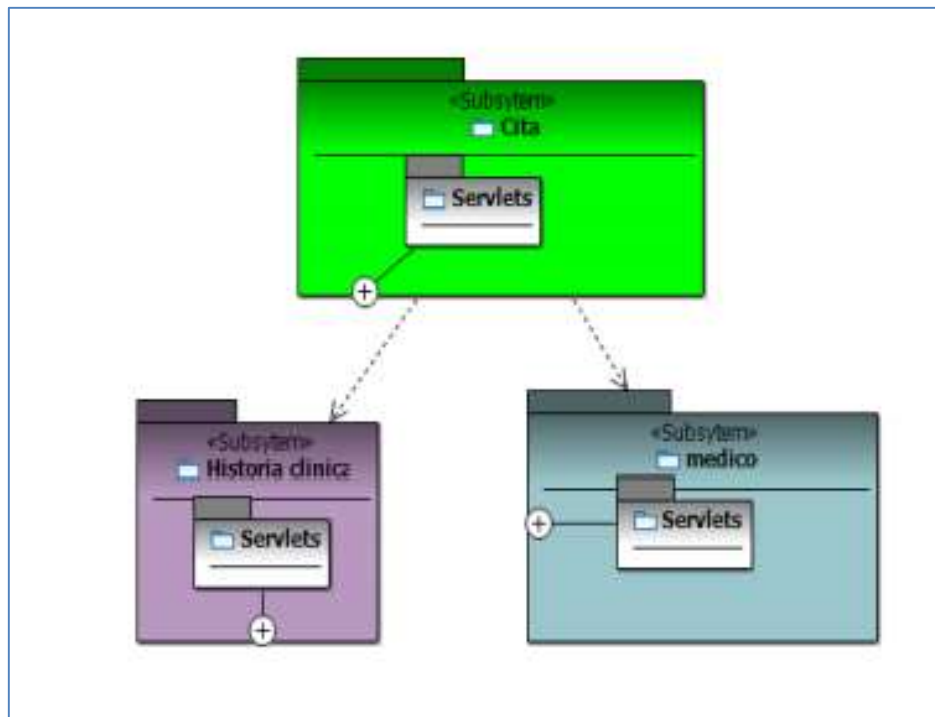 «Subsytem»
Cita
Servlets
«Subsytem»
Historia clinica
Servlets
«Subsytem»
medico
Servlets